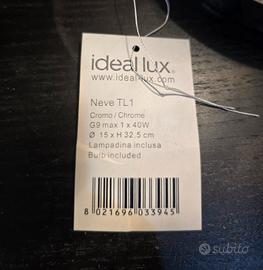 ideal lux®
www.ideal-lux.com
Neve TL1
Cromo / Chrome
G9 max 1 x 40W
Ø 15 x H 32.5 cm
Lampadina inclusa
Bulb included
8 021696 033945
subito